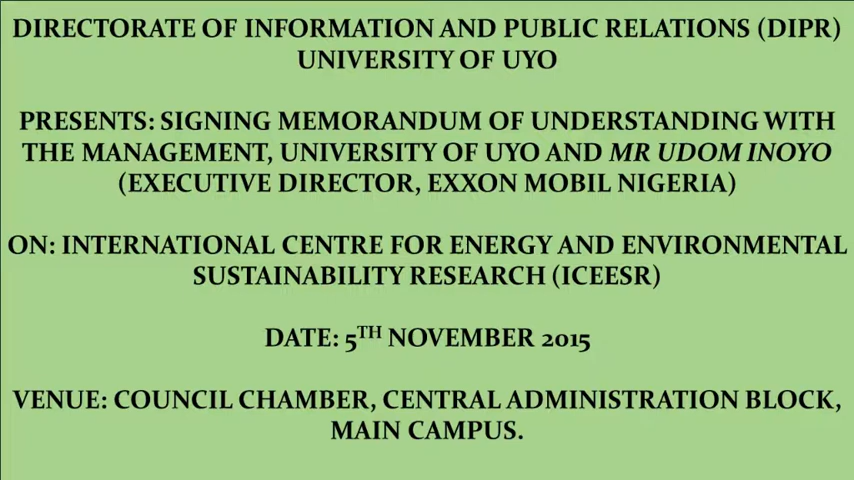 DIRECTORATE OF INFORMATION AND PUBLIC RELATIONS (DIPR)
UNIVERSITY OF UYO
PRESENTS: SIGNING MEMORANDUM OF UNDERSTANDING WITH
THE MANAGEMENT, UNIVERSITY OF UYO AND MR UDOM INOYO
(EXECUTIVE DIRECTOR, EXXON MOBIL NIGERIA)
ON: INTERNATIONAL CENTRE FOR ENERGY AND ENVIRONMENTAL
SUSTAINABILITY RESEARCH (ICEESR)
DATE: 5TH NOVEMBER 2015
VENUE: COUNCIL CHAMBER, CENTRAL ADMINISTRATION BLOCK,
MAIN CAMPUS.